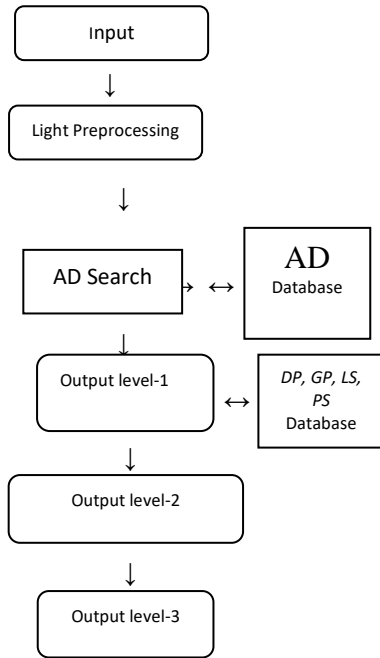 Input
↓
Light Preprocessing
↓
AD Search
→ ↔
AD
Database
↓
Output level-1
↔
DP, GP, LS,
PS
Database
↓
Output level-2
↓
Output level-3